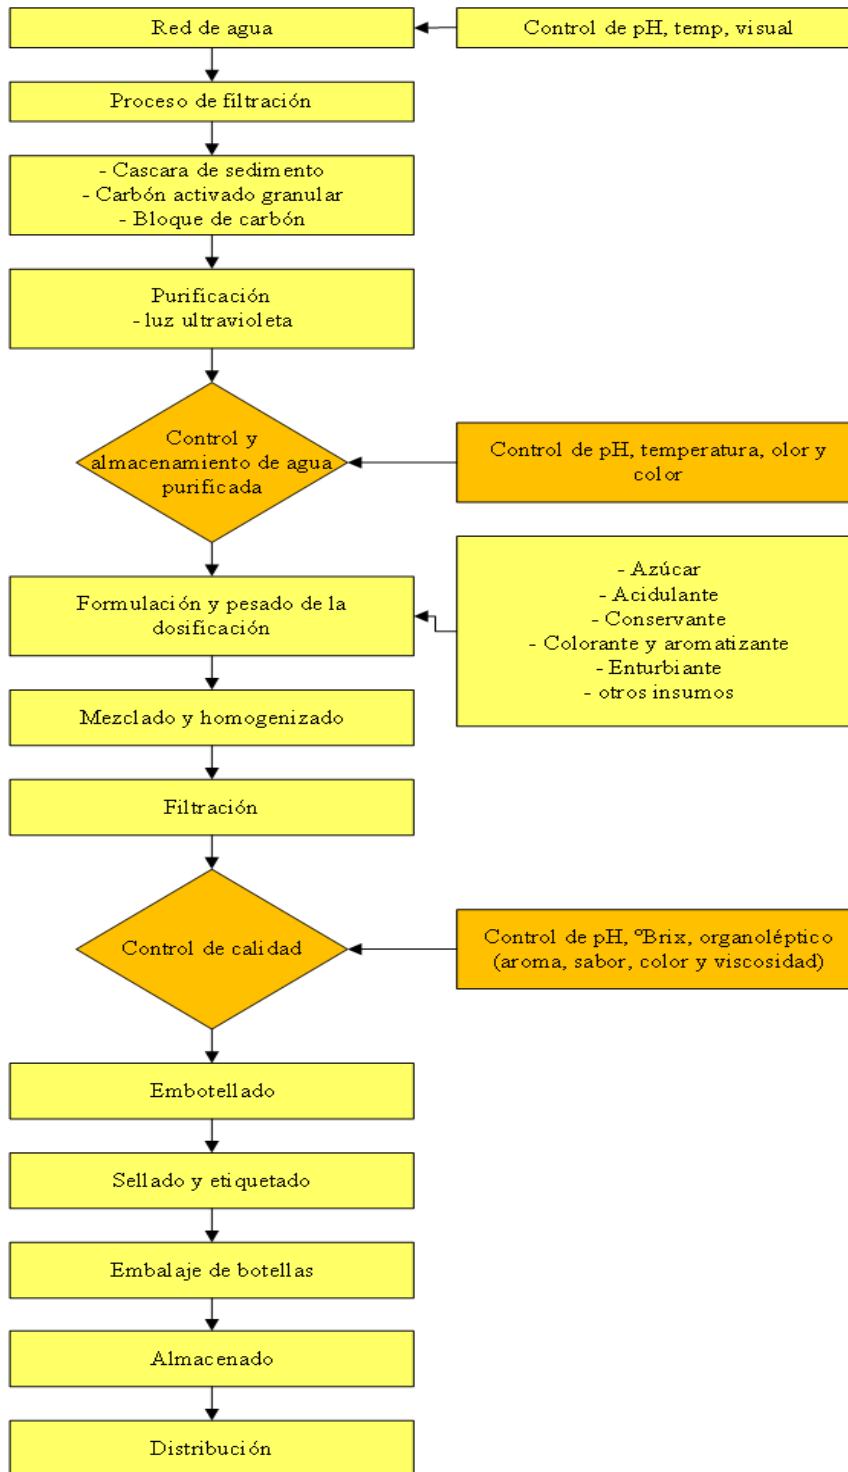 Red de agua
Control de pH, temp, visual
Proceso de filtración
- Cascara de sedimento
- Carbón activado granular
- Bloque de carbón
Purificación
- luz ultravioleta
Control y
almacenamiento de agua
purificada
Control de pH, temperatura, olor y
color
Formulación y pesado de la
dosificación
- Azúcar
- Acidulante
- Conservante
- Colorante y aromatizante
- Enturbiante
- otros insumos
Mezclado y homogenizado
Filtración
Control de calidad
Control de pH, ºBrix, organoléptico
(aroma, sabor, color y viscosidad)
Embotellado
Sellado y etiquetado
Embalaje de botellas
Almacenado
Distribución